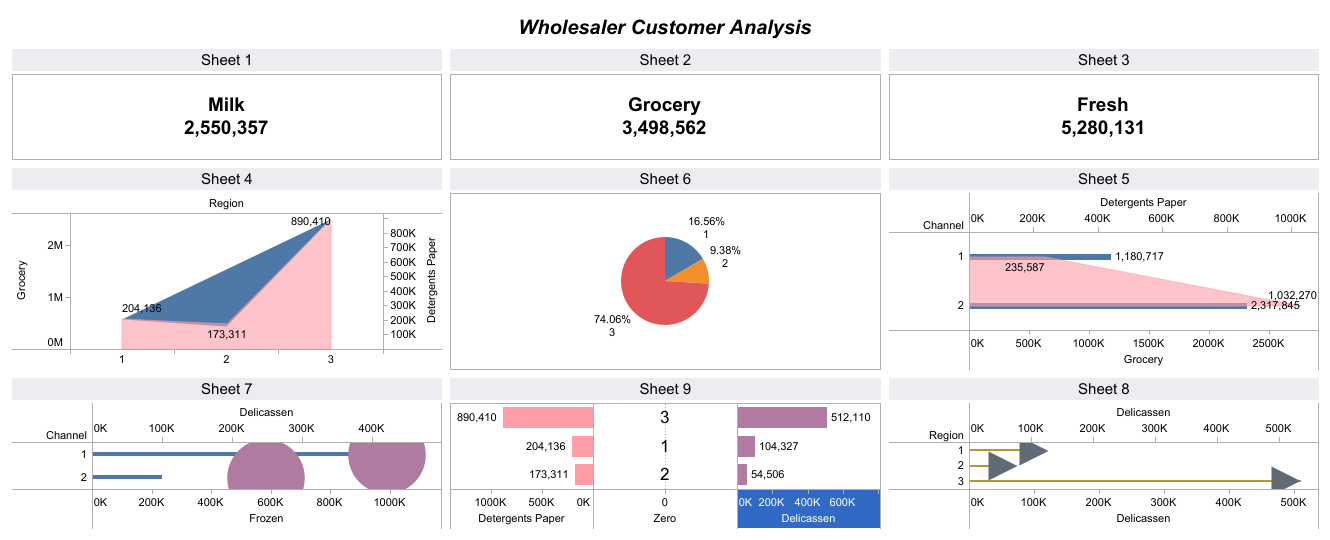 Wholesaler Customer Analysis
Sheet 1
Milk
2,550,357
Sheet 2
Grocery
3,498,562
Sheet 3
Fresh
5,280,131
Sheet 4
Region
2M
1M
0M
Grocery
890,410
204,136
173,311
800K
700K
600K
500K
400K
300K
200K
100K
Detergents Paper
1 2 3
Sheet 6
16.56%
1
9.38%
2
74.06%
3
Sheet 5
Detergents Paper
Channel 0K 200K 400K 600K 800K 1000K
1 1,180,717
235,587
1,032,270
2 2,317,845
0K 500K 1000K 1500K 2000K 2500K
Grocery
Sheet 7
Delicassen
Channel 0K 100K 200K 300K 400K
1
2
0K 200K 400K 600K 800K 1000K
Frozen
Sheet 9
890,410 3 512,110
204,136 1 104,327
173,311 2 54,506
1000K 500K 0K 0 0K 200K 400K 600K
Detergents Paper Zero Delicassen
Sheet 8
Delicassen
Region 0K 100K 200K 300K 400K 500K
1
2
3
0K 100K 200K 300K 400K 500K
Delicassen